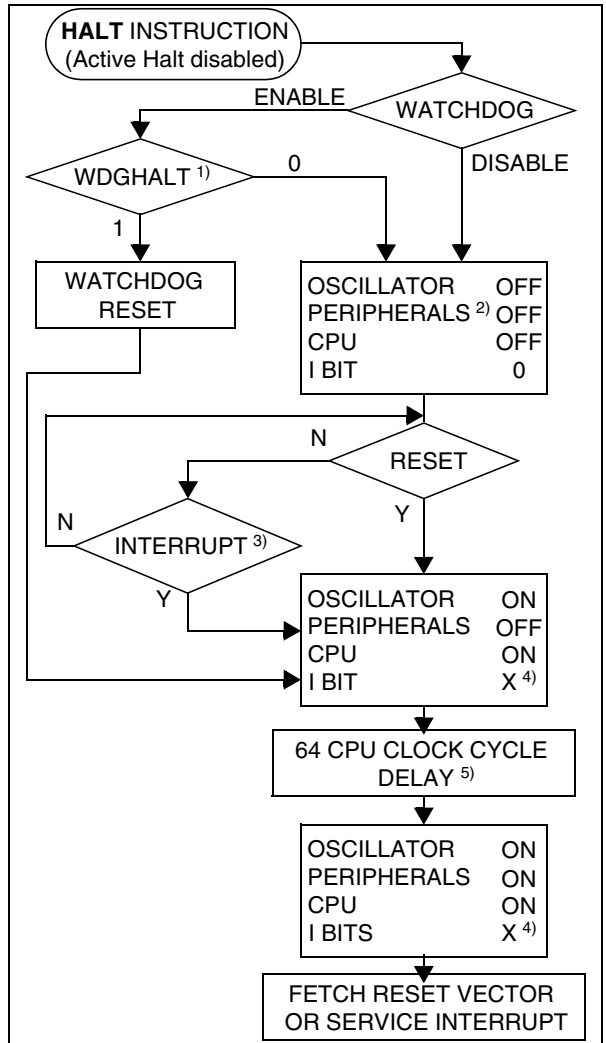 HALT INSTRUCTION
(Active Halt disabled)
ENABLE
WATCHDOG
WDGHALT 1)
0
DISABLE
1
WATCHDOG
RESET
OSCILLATOR OFF
PERIPHERALS 2) OFF
CPU OFF
I BIT 0
N
RESET
N
Y
INTERRUPT 3)
Y
OSCILLATOR ON
PERIPHERALS OFF
CPU ON
I BIT X 4)
64 CPU CLOCK CYCLE
DELAY 5)
OSCILLATOR ON
PERIPHERALS ON
CPU ON
I BITS X 4)
FETCH RESET VECTOR
OR SERVICE INTERRUPT